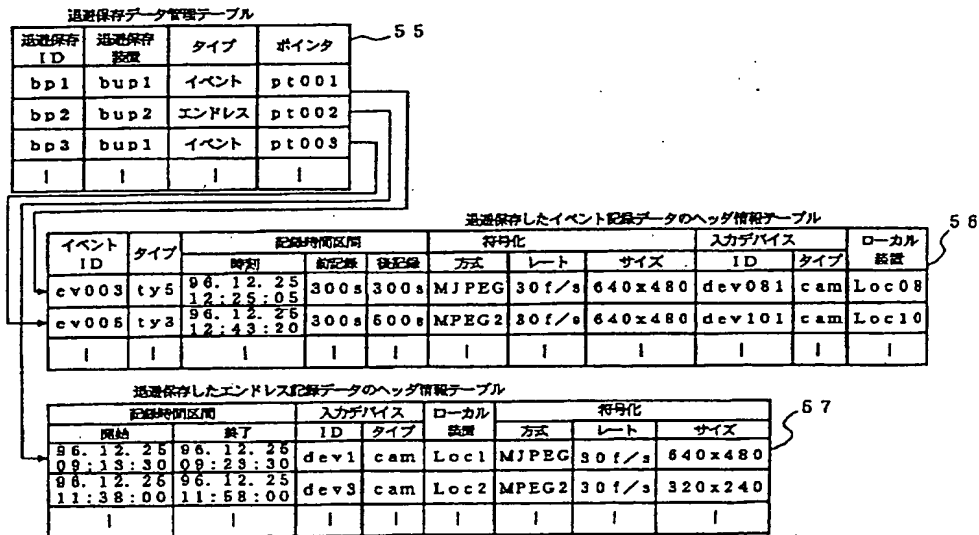 退避保存データ管理テーブル
55
退避保存ID 退避保存装置 タイプ ポインタ
bp1 bup1 イベント pt001
bp2 bup2 エンドレス pt002
bp3 bup1 イベント pt003
退避保存したイベント記録データのヘッダ情報テーブル
56
イベントID タイプ 記録時間区間 符号化 入力デバイス ローカル装置
時刻 前記録 後記録 方式 レート サイズ ID タイプ
ev003 ty5 96.12.25 12:25:05 300s 300s MJPEG 30f/s 640x480 dev081 cam Loc08
ev005 ty3 96.12.25 12:43:20 300s 600s MPEG2 30f/s 640x480 dev101 cam Loc10
退避保存したエンドレス記録データのヘッダ情報テーブル
57
記録時間区間 入力デバイス ローカル装置 符号化
開始 終了 ID タイプ 方式 レート サイズ
96.12.25 09:13:30 96.12.25 09:23:30 dev1 cam Loc1 MJPEG 30f/s 640x480
96.12.25 11:38:00 96.12.25 11:58:00 dev3 cam Loc2 MPEG2 30f/s 320x240